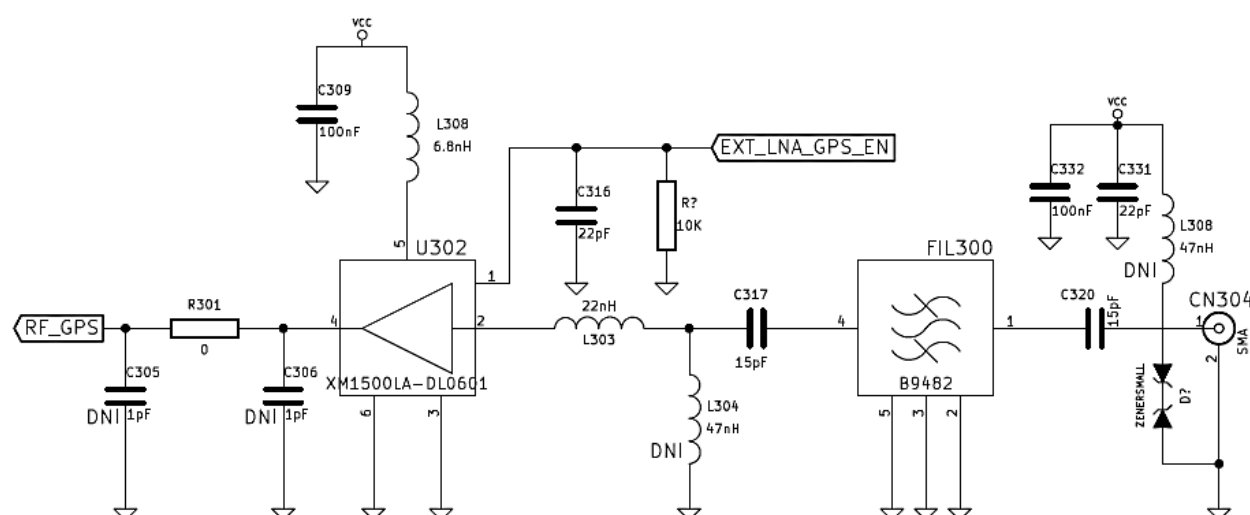 VCC
C309
100nF
L308
6.8nH
EXT_LNA_GPS_EN
C316
22pF
R?
10K
VCC
C332
100nF
C331
22pF
L308
47nH
DNI
5
U302
1
FIL300
R301
0
RF_GPS
4
2
22nH
L303
C317
15pF
4
1
C320
15pF
CN304
1
2
SMA
C305
1pF
DNI
C306
1pF
DNI
XM1500LA-DL0601
6
3
L304
47nH
DNI
B9482
5
3
2
ZENERSMALL
D?